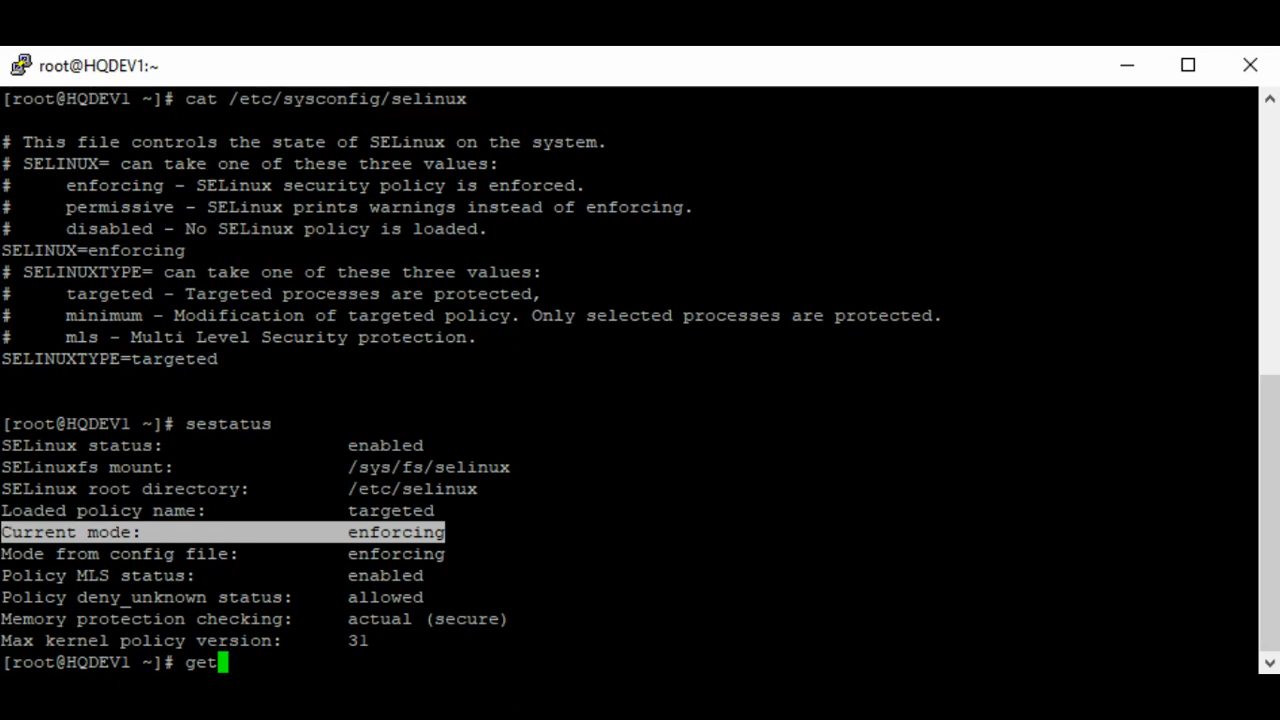 root@HQDEV1:~
[root@HQDEV1 ~]# cat /etc/sysconfig/selinux
# This file controls the state of SELinux on the system.
# SELINUX= can take one of these three values:
#     enforcing - SELinux security policy is enforced.
#     permissive - SELinux prints warnings instead of enforcing.
#     disabled - No SELinux policy is loaded.
SELINUX=enforcing
# SELINUXTYPE= can take one of these three values:
#     targeted - Targeted processes are protected,
#     minimum - Modification of targeted policy. Only selected processes are protected.
#     mls - Multi Level Security protection.
SELINUXTYPE=targeted
[root@HQDEV1 ~]# sestatus
SELinux status:                 enabled
SELinuxfs mount:                /sys/fs/selinux
SELinux root directory:         /etc/selinux
Loaded policy name:             targeted
Current mode:                   enforcing
Mode from config file:          enforcing
Policy MLS status:              enabled
Policy deny_unknown status:     allowed
Memory protection checking:     actual (secure)
Max kernel policy version:      31
[root@HQDEV1 ~]# get